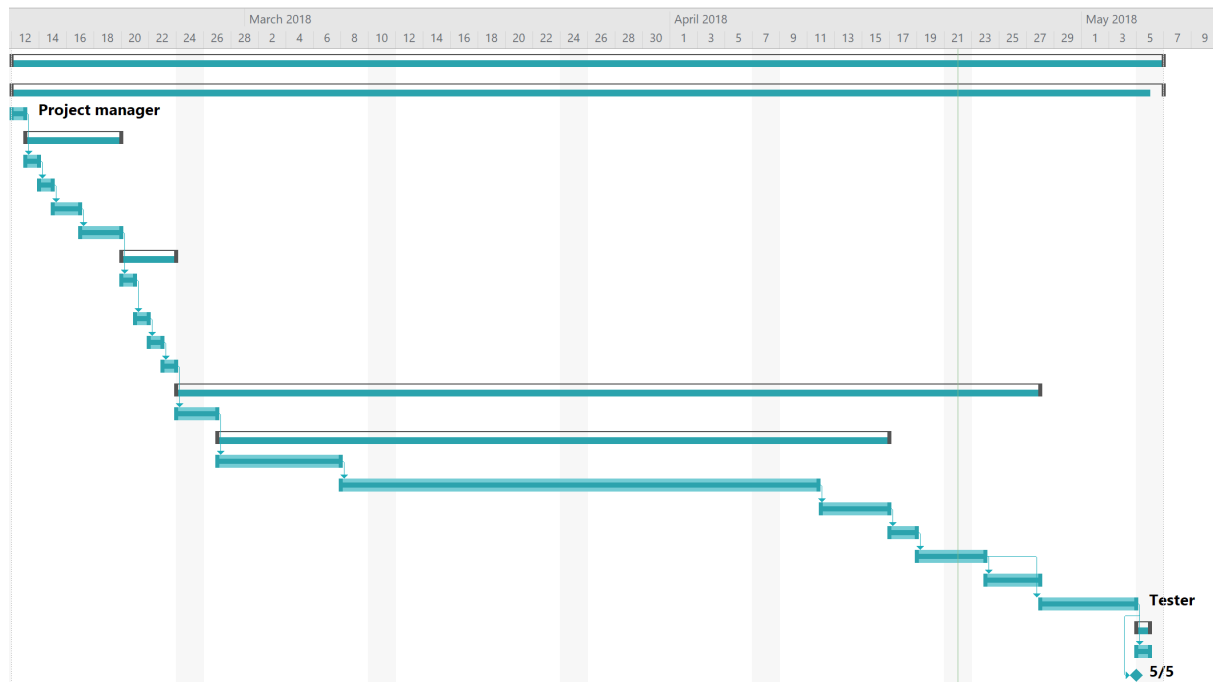 March 2018 April 2018 May 2018
12 14 16 18 20 22 24 26 28 2 4 6 8 10 12 14 16 18 20 22 24 26 28 30 1 3 5 7 9 11 13 15 17 19 21 23 25 27 29 1 3 5 7 9
Project manager
Tester
5/5